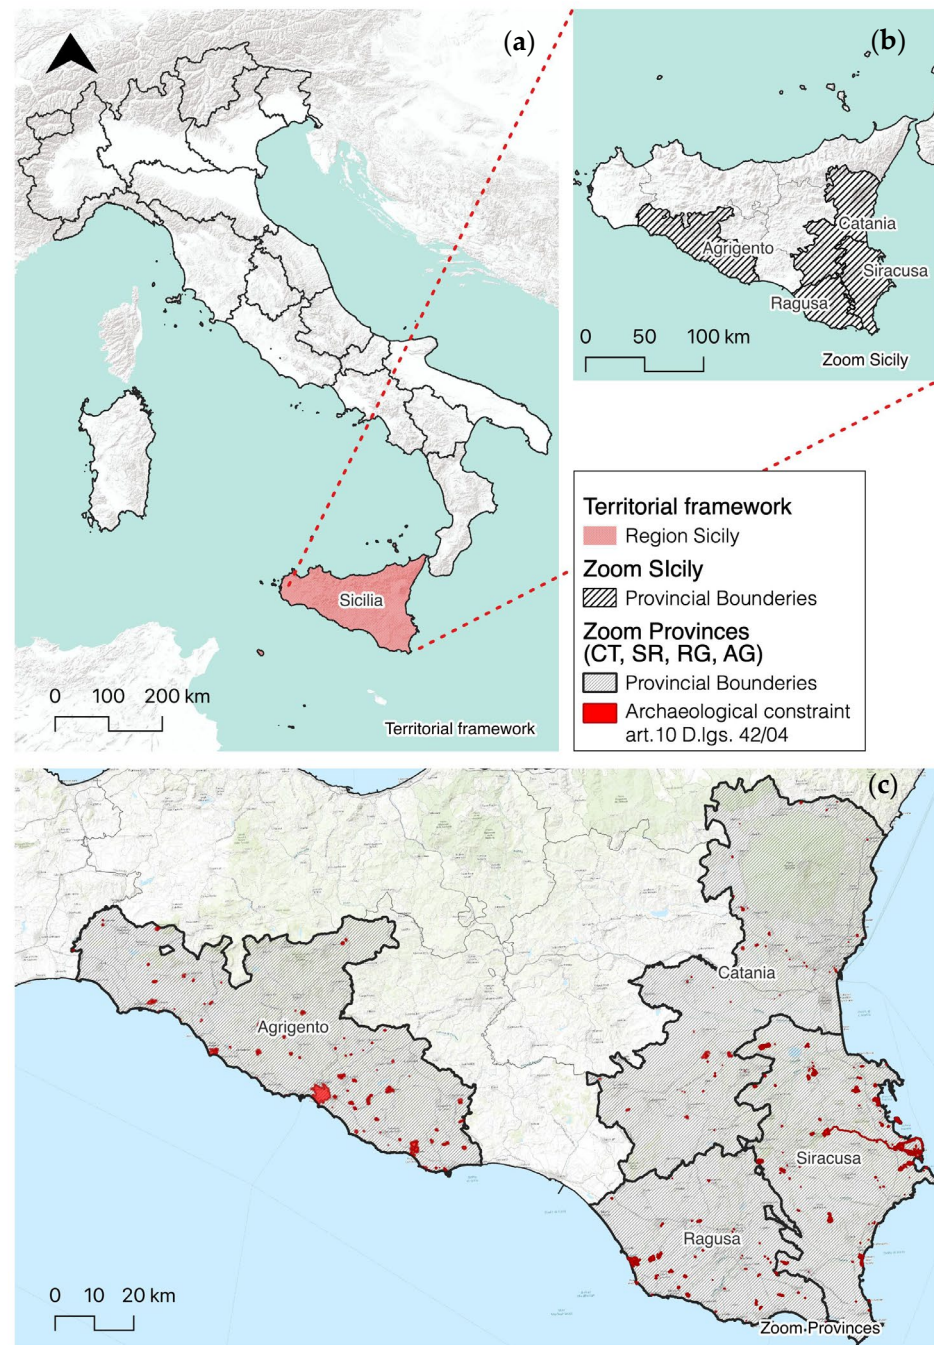 (a)
Sicilia
0 100 200 km
Territorial framework
(b)
Catania
Agrigento
Siracusa
Ragusa
0 50 100 km
Zoom Sicily
Territorial framework
Region Sicily
Zoom SIcily
Provincial Bounderies
Zoom Provinces
(CT, SR, RG, AG)
Provincial Bounderies
Archaeological constraint
art.10 D.lgs. 42/04
(c)
Catania
Agrigento
Siracusa
Ragusa
0 10 20 km
Zoom Provinces